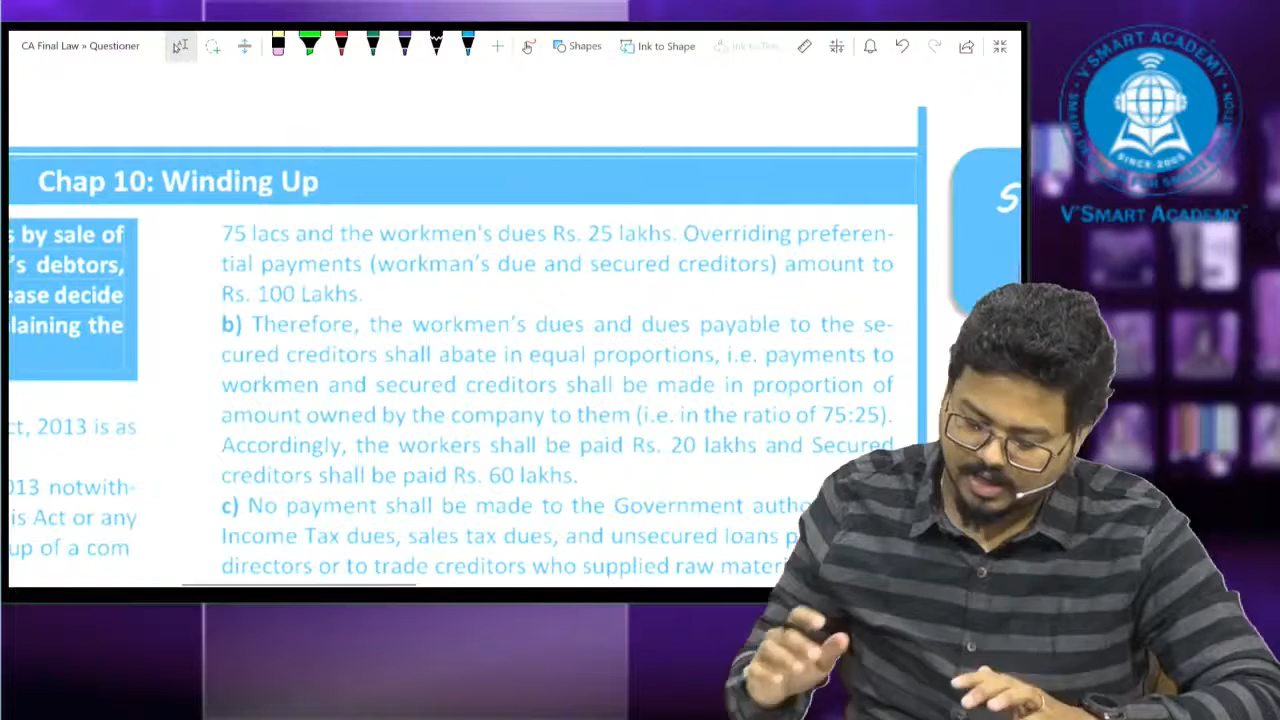 CA Final Law » Questioner
Shapes
Ink to Shape
Chap 10: Winding Up
s by sale of
's debtors,
ease decide
laining the
ct, 2013 is as
013 notwith-
is Act or any
up of a com
75 lacs and the workmen's dues Rs. 25 lakhs. Overriding preferen-
tial payments (workman's due and secured creditors) amount to
Rs. 100 Lakhs.
b) Therefore, the workmen's dues and dues payable to the se-
cured creditors shall abate in equal proportions, i.e. payments to
workmen and secured creditors shall be made in proportion of
amount owned by the company to them (i.e. in the ratio of 75:25).
Accordingly, the workers shall be paid Rs. 20 lakhs and Secured
creditors shall be paid Rs. 60 lakhs.
c) No payment shall be made to the Government autho
Income Tax dues, sales tax dues, and unsecured loans p
directors or to trade creditors who supplied raw materi
S
V'SMART ACADEMY
SINCE-2005
V'SMART ACADEMY